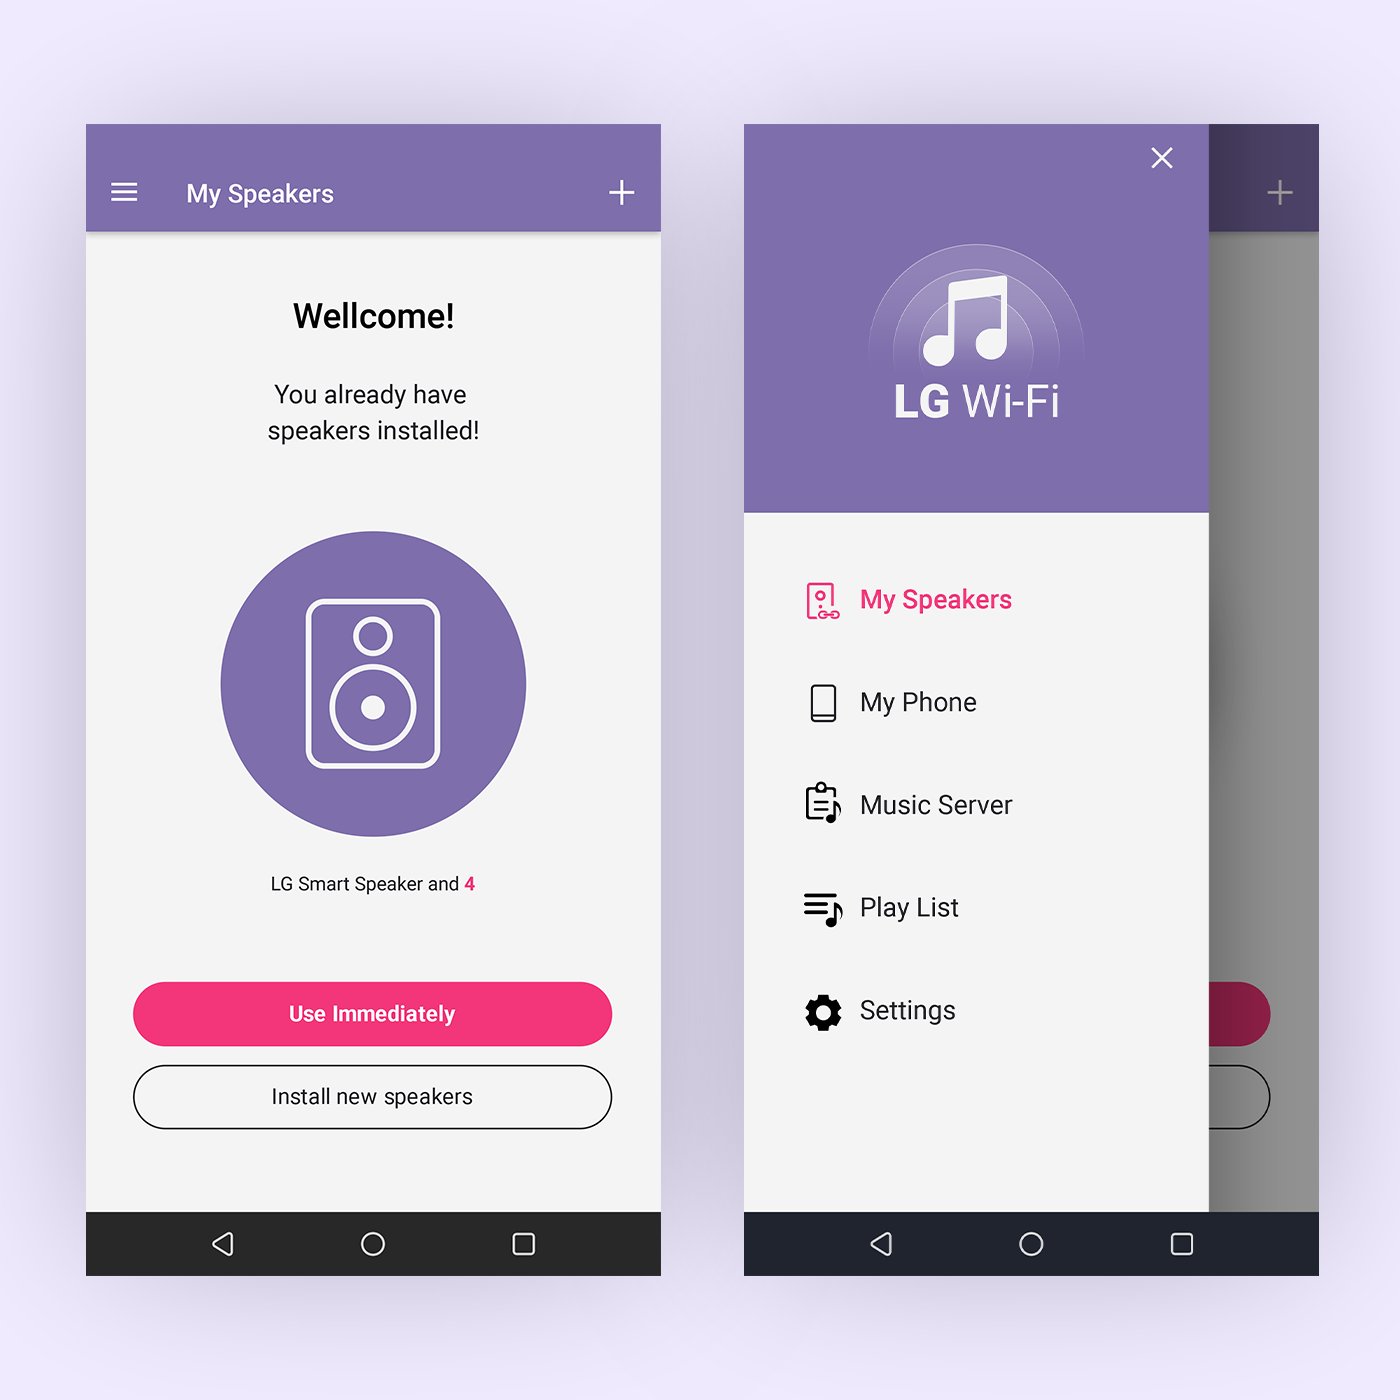 My Speakers
Wellcome!
You already have
speakers installed!
LG Smart Speaker and 4
Use Immediately
Install new speakers
LG Wi-Fi
My Speakers
My Phone
Music Server
Play List
Settings